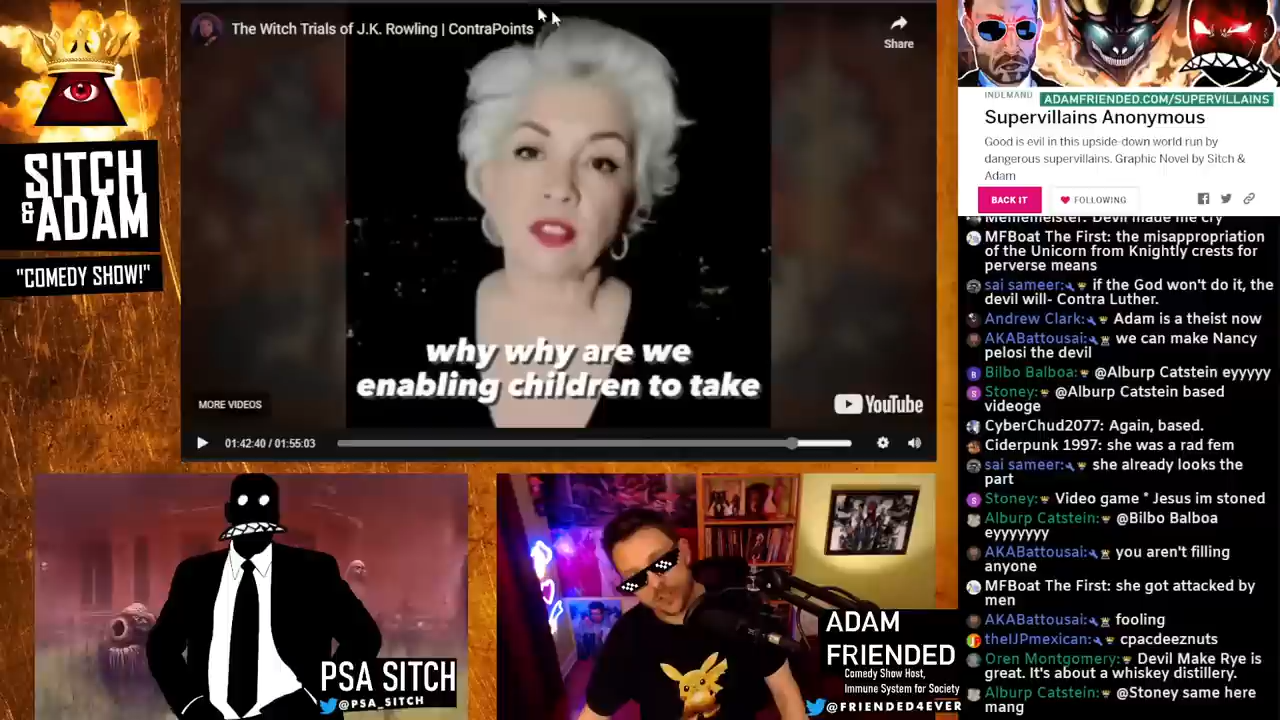 The Witch Trials of J.K. Rowling | ContraPoints
Share
why why are we
enabling children to take
MORE VIDEOS
YouTube
01:42:40 / 01:55:03
SITCH
& ADAM
"COMEDY SHOW!"
PSA SITCH
@PSA_SITCH
ADAM
FRIENDED
Comedy Show Host,
Immune System for Society
@FRIENDED4EVER
INDEMAND
ADAMFRIENDED.COM/SUPERVILLAINS
Supervillains Anonymous
Good is evil in this upside-down world run by
dangerous supervillains. Graphic Novel by Sitch &
Adam
BACK IT
FOLLOWING
Mememeister: Devil made me cry
MFBoat The First: the misappropriation
of the Unicorn from Knightly crests for
perverse means
sai sameer: if the God won't do it, the
devil will- Contra Luther.
Andrew Clark: Adam is a theist now
AKABattousai: we can make Nancy
pelosi the devil
Bilbo Balboa: @Alburp Catstein eyyyyy
Stoney: @Alburp Catstein based
videoge
CyberChud2077: Again, based.
Ciderpunk 1997: she was a rad fem
sai sameer: she already looks the
part
Stoney: Video game * Jesus im stoned
Alburp Catstein: @Bilbo Balboa
eyyyyyyy
AKABattousai: you aren't filling
anyone
MFBoat The First: she got attacked by
men
AKABattousai: fooling
theIJPmexican: cpacdeeznuts
Oren Montgomery: Devil Make Rye is
great. It's about a whiskey distillery.
Alburp Catstein: @Stoney same here
mang